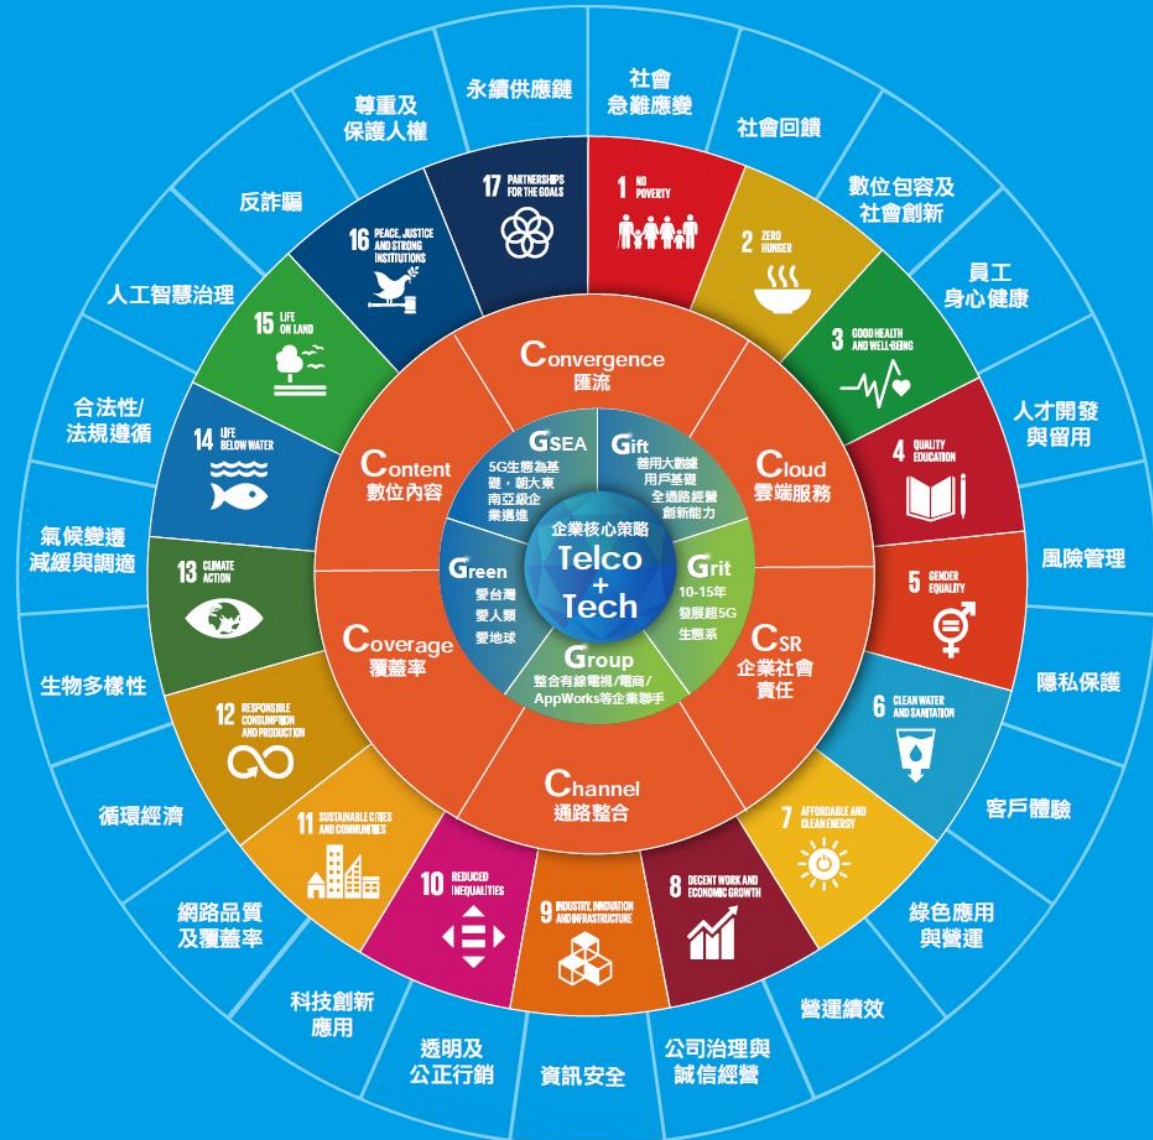 社會
急難應變
社會回饋
數位包容及
社會創新
員工
身心健康
人才開發
與留用
風險管理
隱私保護
客戶體驗
綠色應用
與營運
營運績效
公司治理與
誠信經營
資訊安全
透明及
公正行銷
科技創新
應用
網路品質
及覆蓋率
循環經濟
生物多樣性
氣候變遷
減緩與調適
合法性/
法規遵循
人工智慧治理
反詐騙
尊重及
保護人權
永續供應鏈
1 NO
POVERTY
2 ZERO
HUNGER
3 GOOD HEALTH
AND WELL-BEING
4 QUALITY
EDUCATION
5 GENDER
EQUALITY
6 CLEAN WATER
AND SANITATION
7 AFFORDABLE AND
CLEAN ENERGY
8 DECENT WORK AND
ECONOMIC GROWTH
9 INDUSTRY, INNOVATION
AND INFRASTRUCTURE
10 REDUCED
INEQUALITIES
11 SUSTAINABLE CITIES
AND COMMUNITIES
12 RESPONSIBLE
CONSUMPTION
AND PRODUCTION
13 CLIMATE
ACTION
14 LIFE
BELOW WATER
15 LIFE
ON LAND
16 PEACE, JUSTICE
AND STRONG
INSTITUTIONS
17 PARTNERSHIPS
FOR THE GOALS
Convergence
匯流
Cloud
雲端服務
CSR
企業社會
責任
Channel
通路整合
Coverage
覆蓋率
Content
數位內容
GSEA
5G生態為基
礎，朝大東
南亞級企
業邁進
Gift
善用大數據
用戶基礎
全通路經營
創新能力
Grit
10-15年
發展超5G
生態系
Group
整合有線電視/電商/
AppWorks等企業聯手
Green
愛台灣
愛人類
愛地球
企業核心策略
Telco
+
Tech